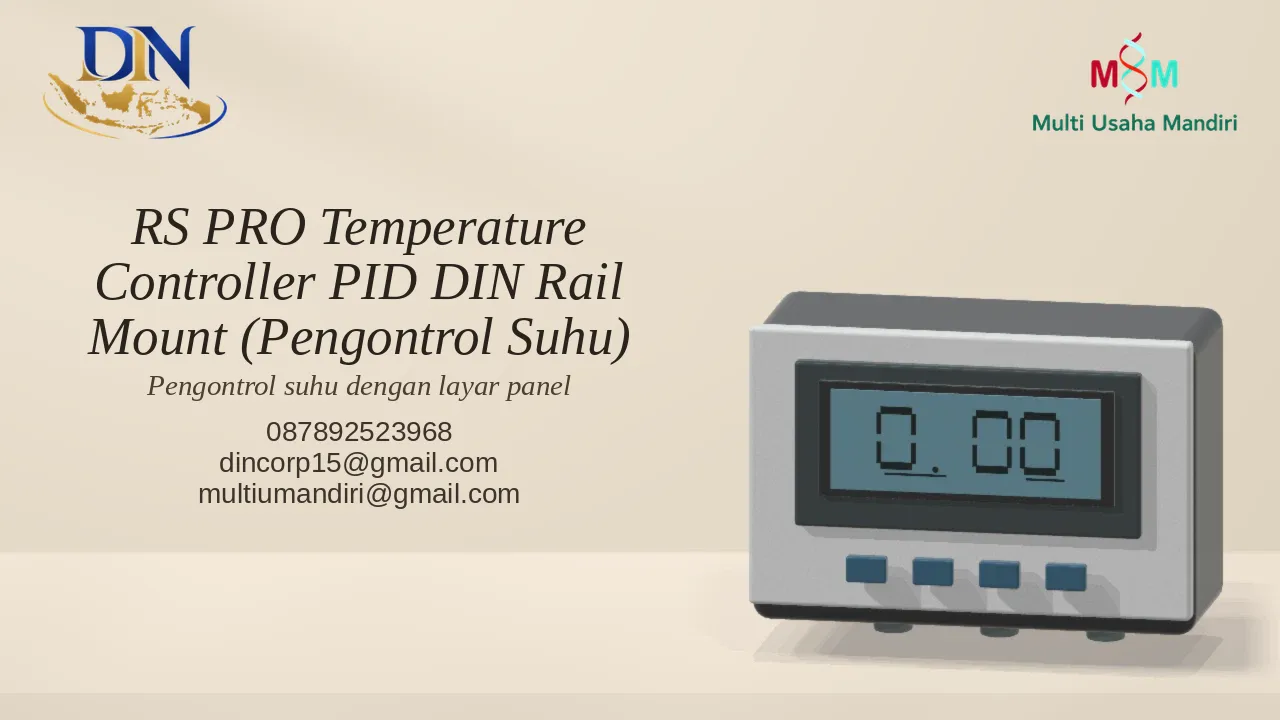 DIN
M M
Multi Usaha Mandiri
RS PRO Temperature
Controller PID DIN Rail
Mount (Pengontrol Suhu)
Pengontrol suhu dengan layar panel
087892523968
dincorp15@gmail.com
multiumandiri@gmail.com
0.00